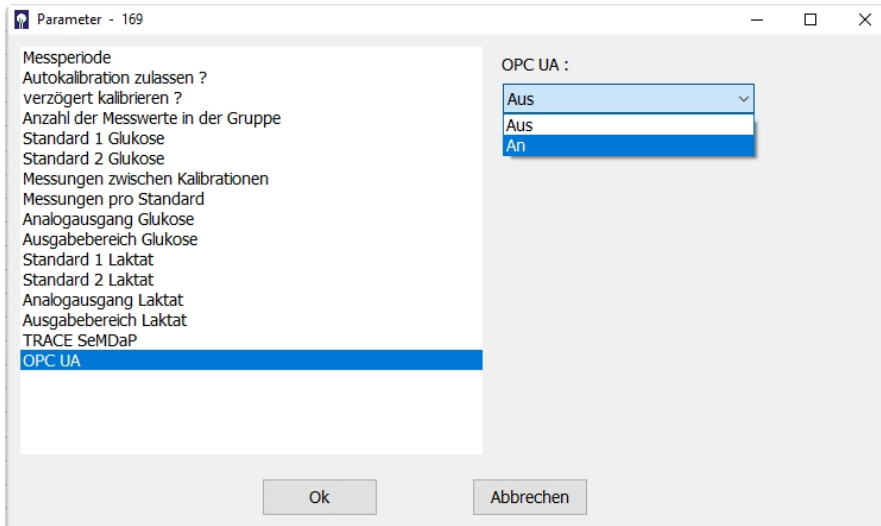 Parameter - 169
Messperiode
Autokalibration zulassen ?
verzögert kalibrieren ?
Anzahl der Messwerte in der Gruppe
Standard 1 Glukose
Standard 2 Glukose
Messungen zwischen Kalibrationen
Messungen pro Standard
Analogausgang Glukose
Ausgabebereich Glukose
Standard 1 Laktat
Standard 2 Laktat
Analogausgang Laktat
Ausgabebereich Laktat
TRACE SeMDaP
OPC UA
OPC UA :
Aus
Aus
An
Ok
Abbrechen